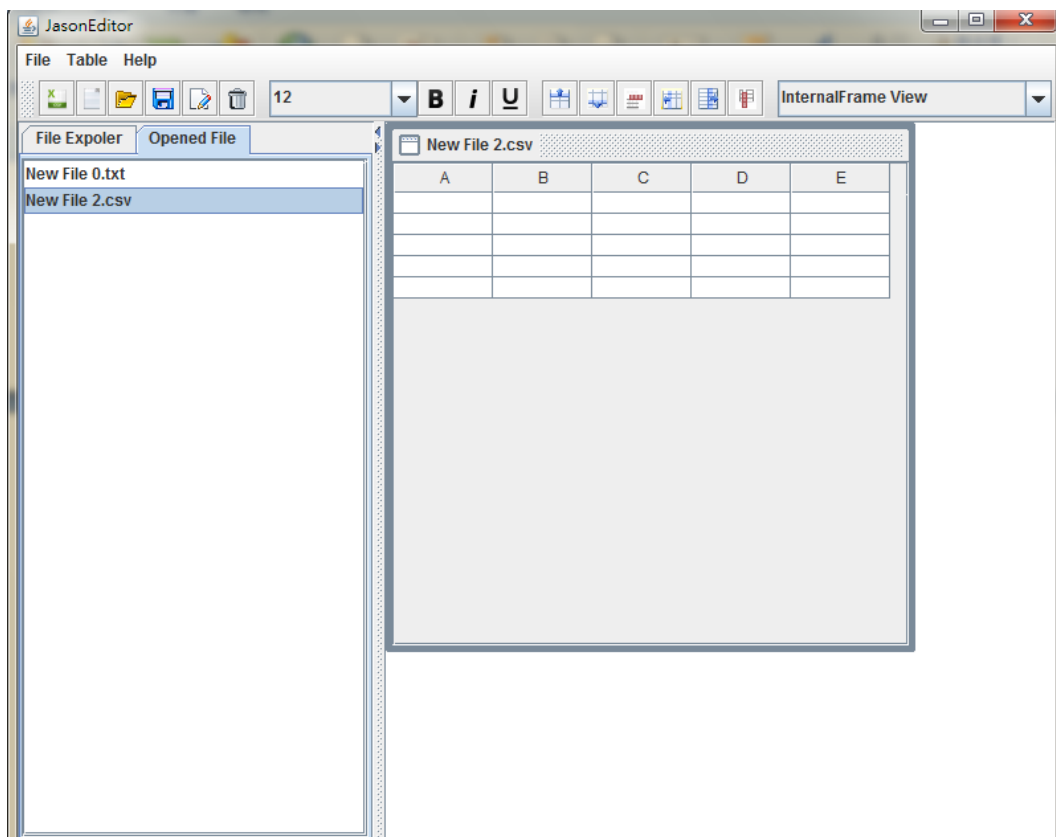 JasonEditor
File Table Help
12 B i U InternalFrame View
File Expoler Opened File
New File 0.txt
New File 2.csv
New File 2.csv
A B C D E